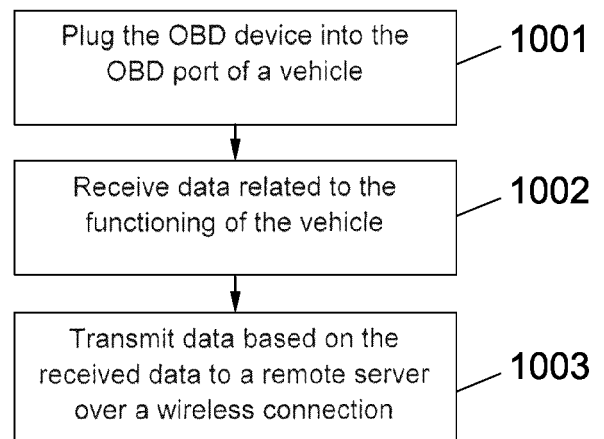 Plug the OBD device into the
OBD port of a vehicle
1001
Receive data related to the
functioning of the vehicle
1002
Transmit data based on the
received data to a remote server
over a wireless connection
1003